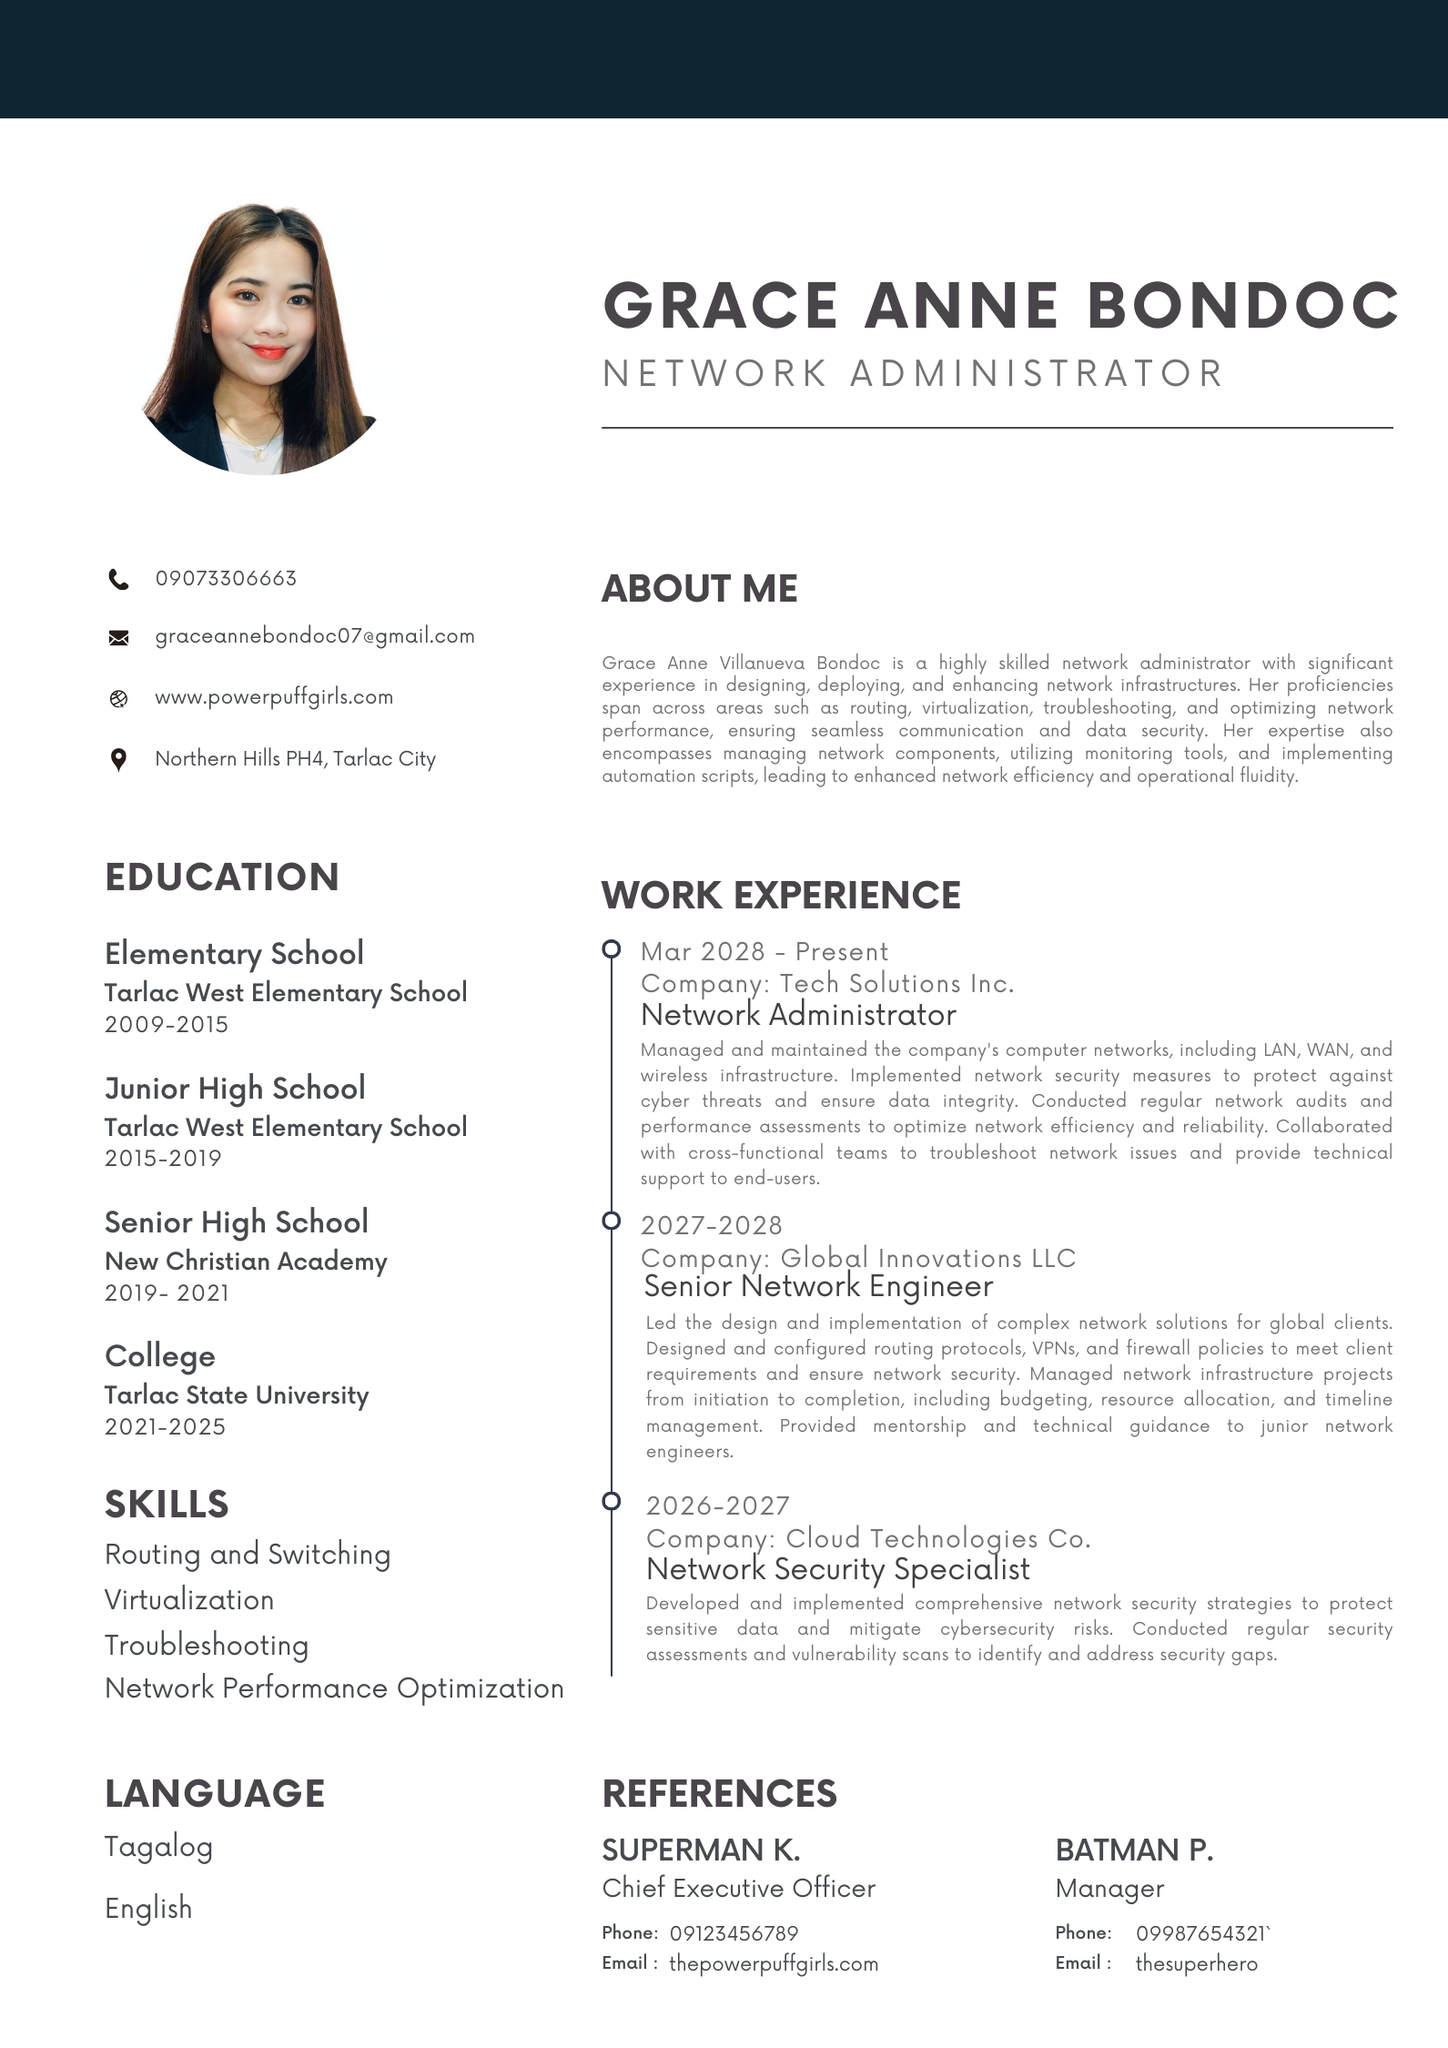 GRACE ANNE BONDOC
NETWORK ADMINISTRATOR
09073306663
graceannebondoc07@gmail.com
www.powerpuffgirls.com
Northern Hills PH4, Tarlac City
EDUCATION
Elementary School
Tarlac West Elementary School
2009-2015
Junior High School
Tarlac West Elementary School
2015-2019
Senior High School
New Christian Academy
2019- 2021
College
Tarlac State University
2021-2025
SKILLS
Routing and Switching
Virtualization
Troubleshooting
Network Performance Optimization
LANGUAGE
Tagalog
English
ABOUT ME
Grace Anne Villanueva Bondoc is a highly skilled network administrator with significant
experience in designing, deploying, and enhancing network infrastructures. Her proficiencies
span across areas such as routing, virtualization, troubleshooting, and optimizing network
performance, ensuring seamless communication and data security. Her expertise also
encompasses managing network components, utilizing monitoring tools, and implementing
automation scripts, leading to enhanced network efficiency and operational fluidity.
WORK EXPERIENCE
Mar 2028 - Present
Company: Tech Solutions Inc.
Network Administrator
Managed and maintained the company's computer networks, including LAN, WAN, and
wireless infrastructure. Implemented network security measures to protect against
cyber threats and ensure data integrity. Conducted regular network audits and
performance assessments to optimize network efficiency and reliability. Collaborated
with cross-functional teams to troubleshoot network issues and provide technical
support to end-users.
2027-2028
Company: Global Innovations LLC
Senior Network Engineer
Led the design and implementation of complex network solutions for global clients.
Designed and configured routing protocols, VPNs, and firewall policies to meet client
requirements and ensure network security. Managed network infrastructure projects
from initiation to completion, including budgeting, resource allocation, and timeline
management. Provided mentorship and technical guidance to junior network
engineers.
2026-2027
Company: Cloud Technologies Co.
Network Security Specialist
Developed and implemented comprehensive network security strategies to protect
sensitive data and mitigate cybersecurity risks. Conducted regular security
assessments and vulnerability scans to identify and address security gaps.
REFERENCES
SUPERMAN K.
Chief Executive Officer
Phone: 09123456789
Email : thepowerpuffgirls.com
BATMAN P.
Manager
Phone: 09987654321`
Email : thesuperhero